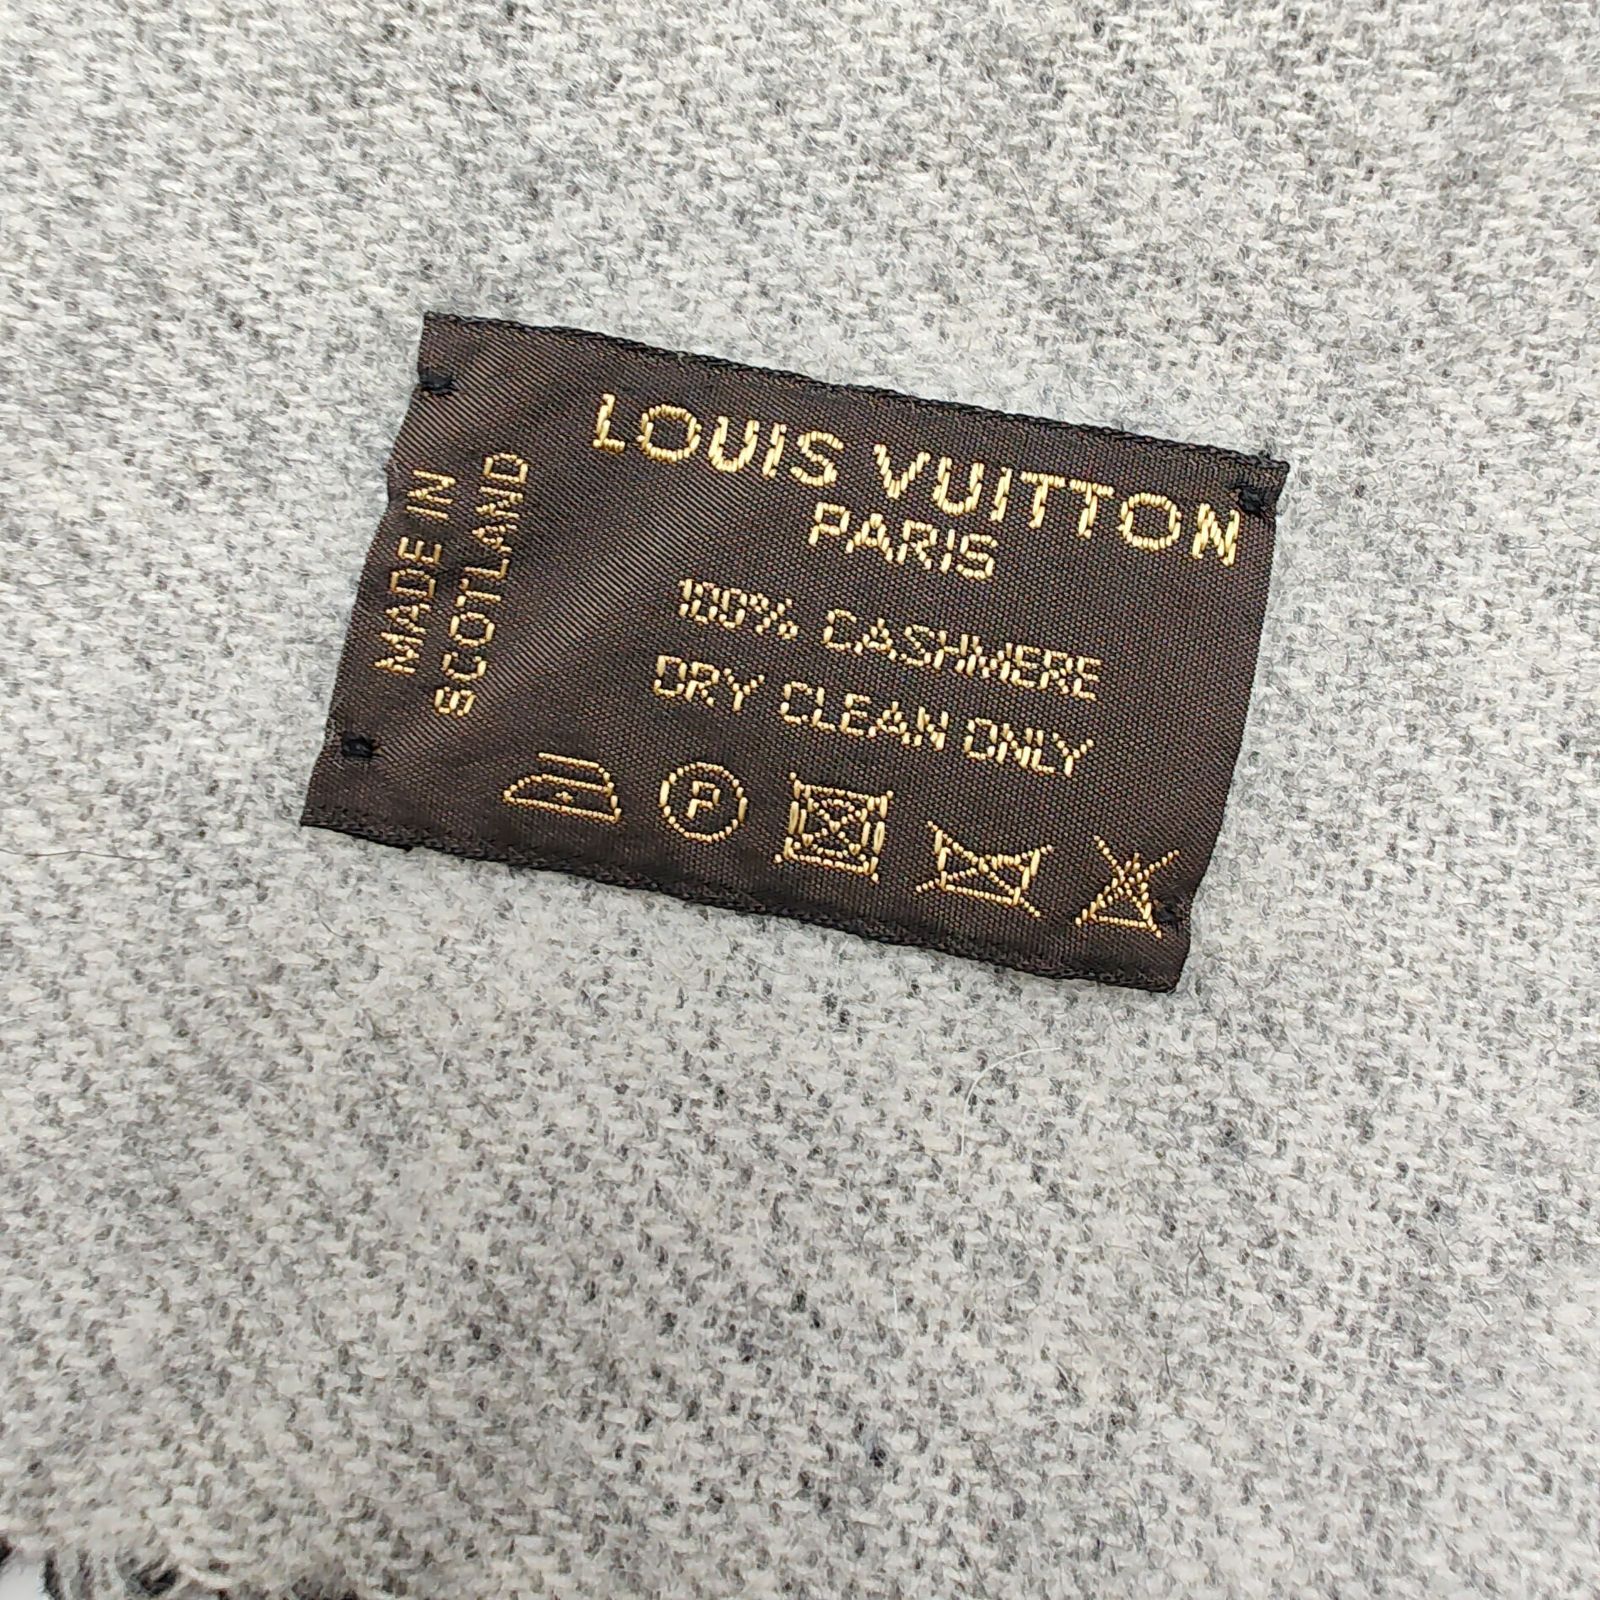 LOUIS VUITTON
PARIS
100% CASHMERE
DRY CLEAN ONLY
P
MADE IN
SCOTLAND